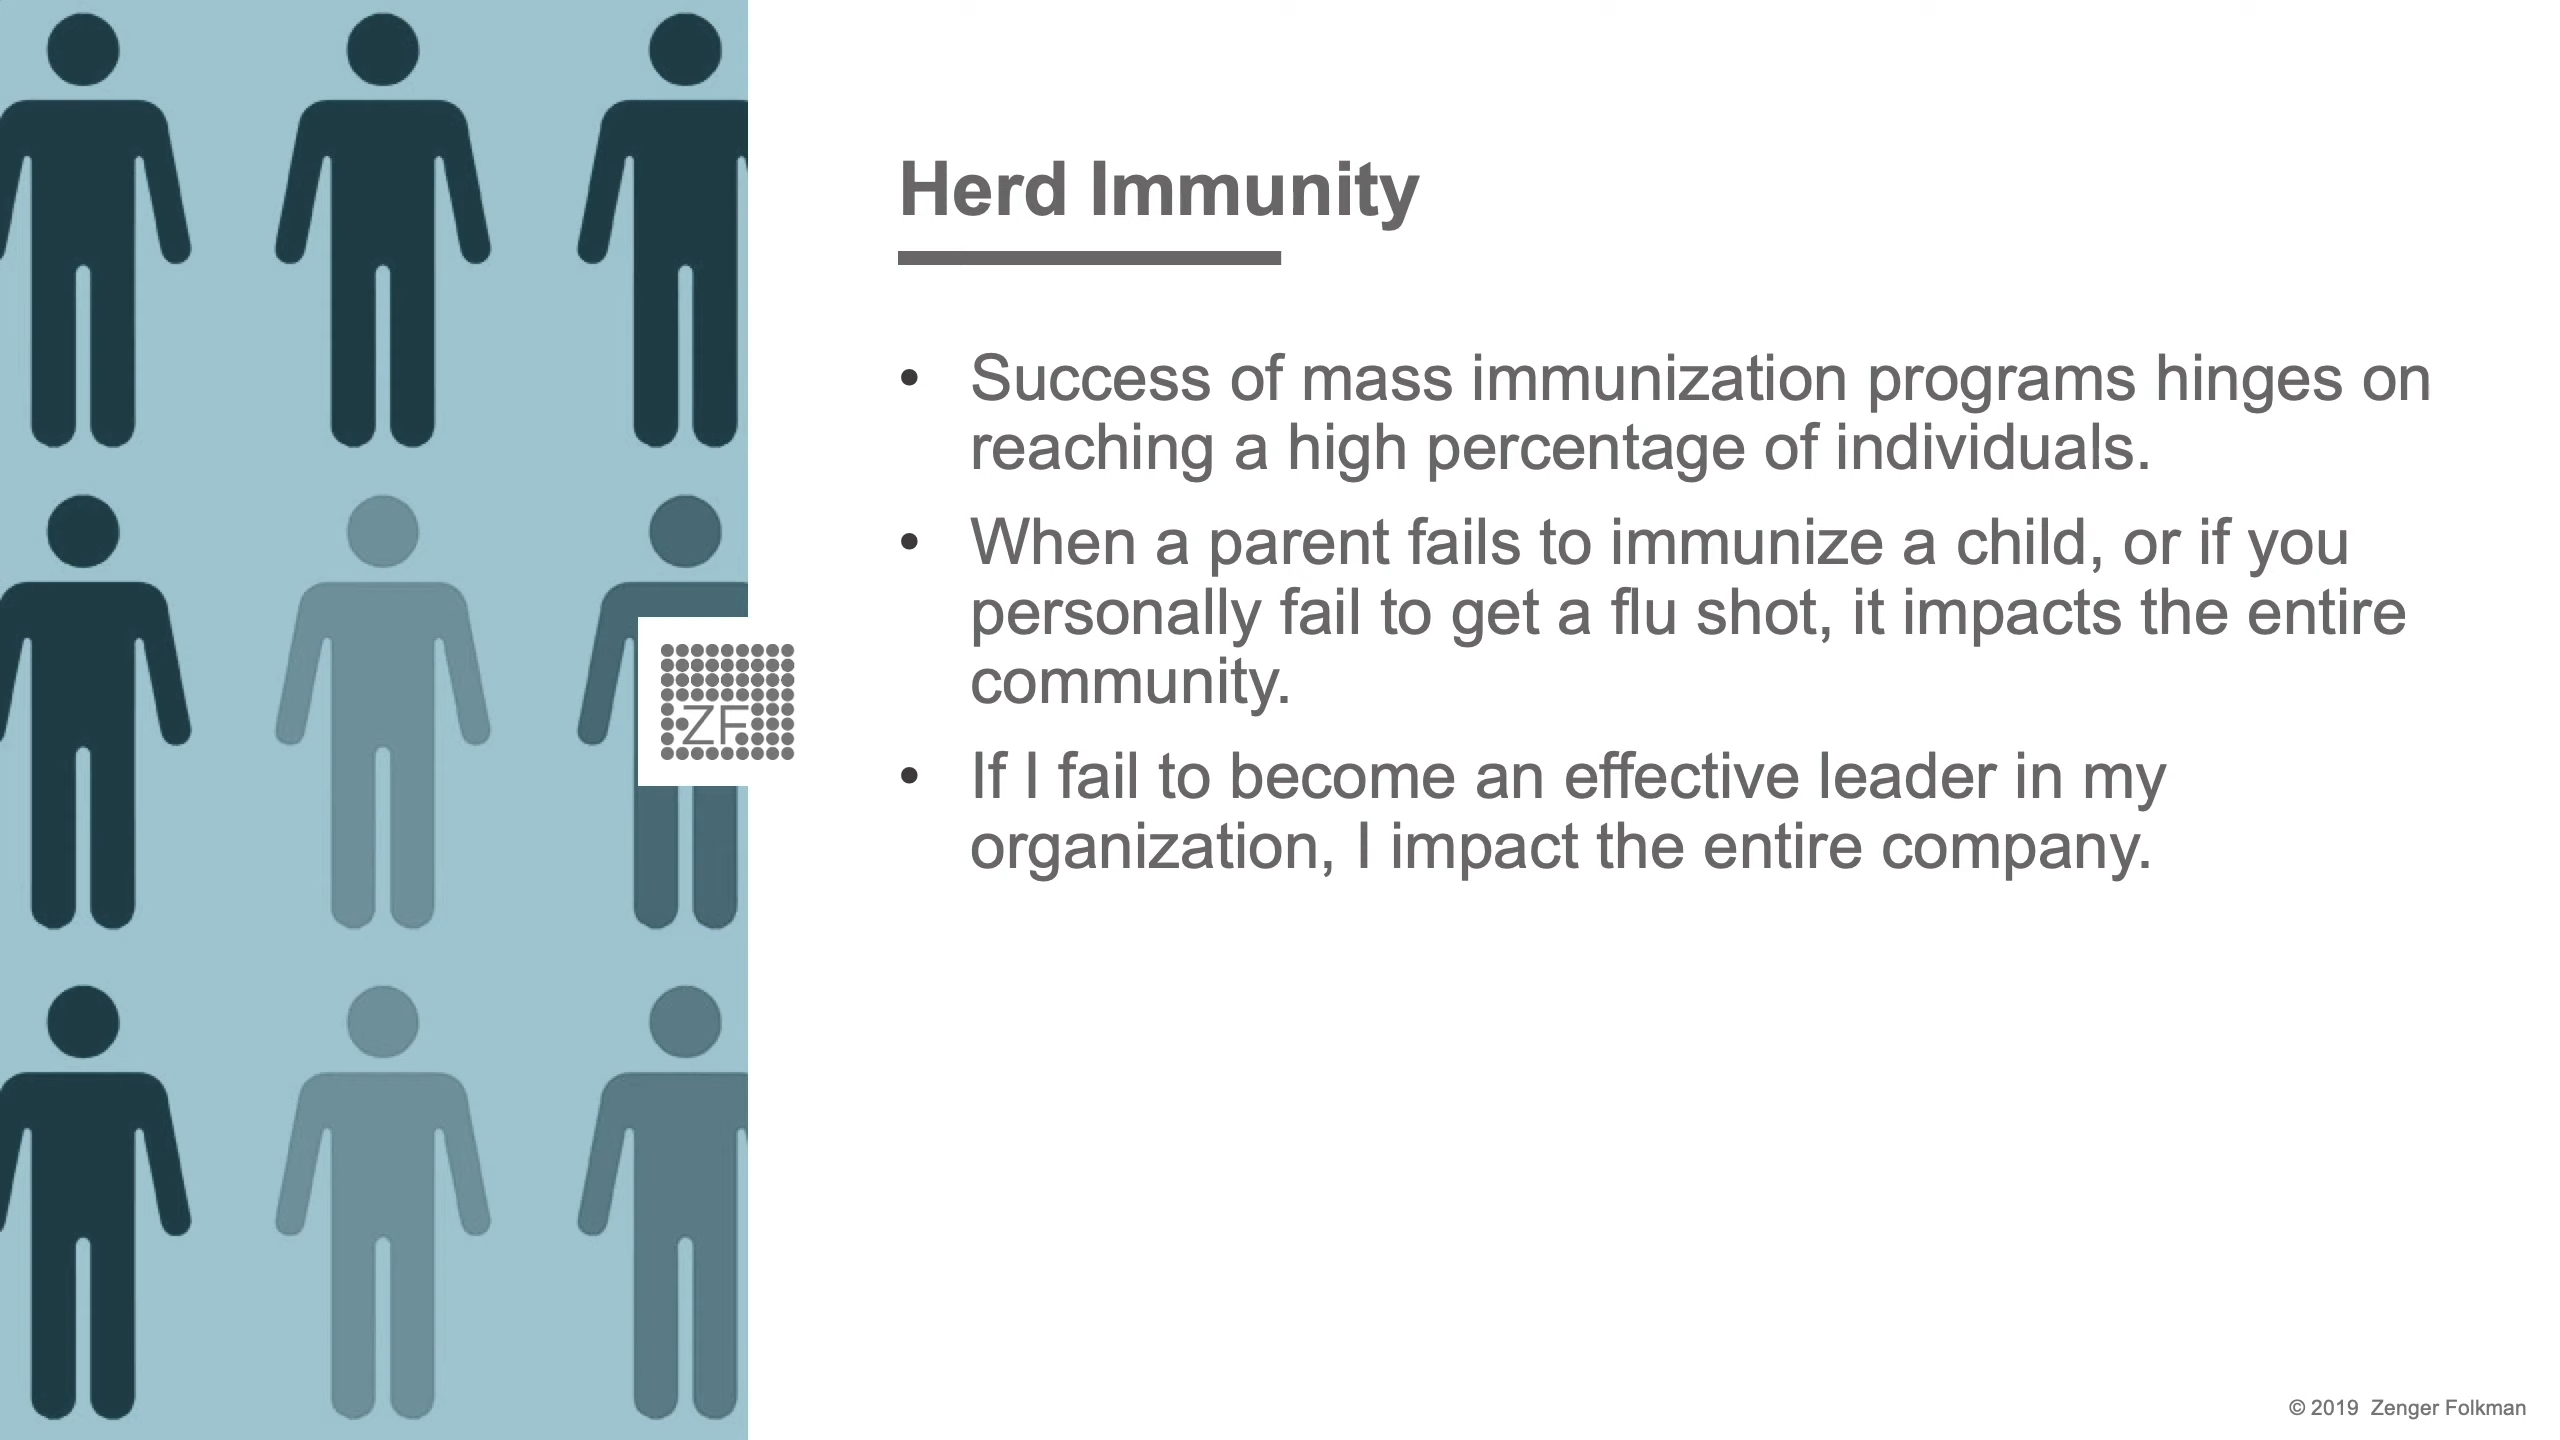 Herd Immunity
• Success of mass immunization programs hinges on
reaching a high percentage of individuals.
• When a parent fails to immunize a child, or if you
personally fail to get a flu shot, it impacts the entire
community.
ZF
• If I fail to become an effective leader in my
organization, I impact the entire company.
© 2019 Zenger Folkman